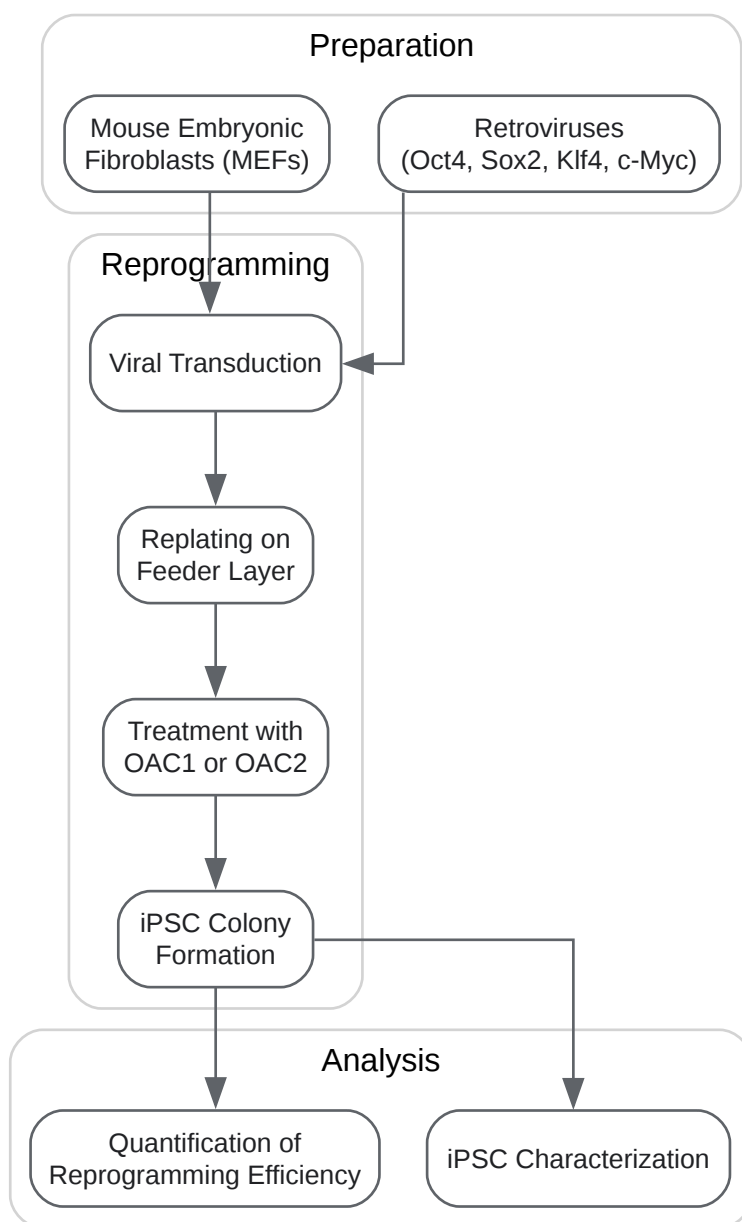 Preparation
Mouse Embryonic
Fibroblasts (MEFs)
Retroviruses
(Oct4, Sox2, Klf4, c-Myc)
Reprogramming
Viral Transduction
Replating on
Feeder Layer
Treatment with
OAC1 or OAC2
iPSC Colony
Formation
Analysis
Quantification of
Reprogramming Efficiency
iPSC Characterization